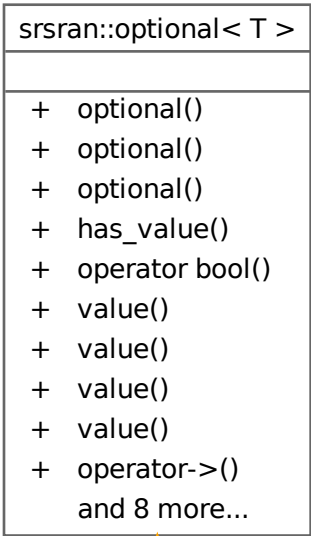 srsran::optional< T >
+ optional()
+ optional()
+ optional()
+ has_value()
+ operator bool()
+ value()
+ value()
+ value()
+ value()
+ operator->()
and 8 more...